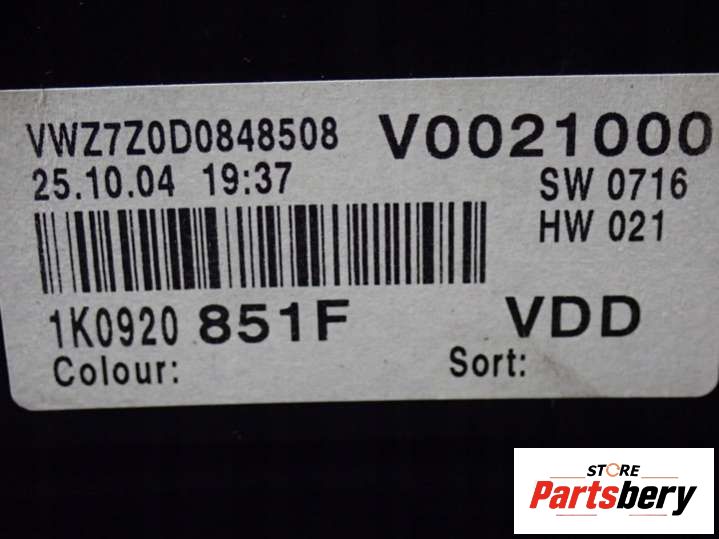 VWZ7Z0D0848508 V0021000
25.10.04 19:37 SW 0716
HW 021
1K0920 851F VDD
Colour: Sort:
STORE
Partsbery